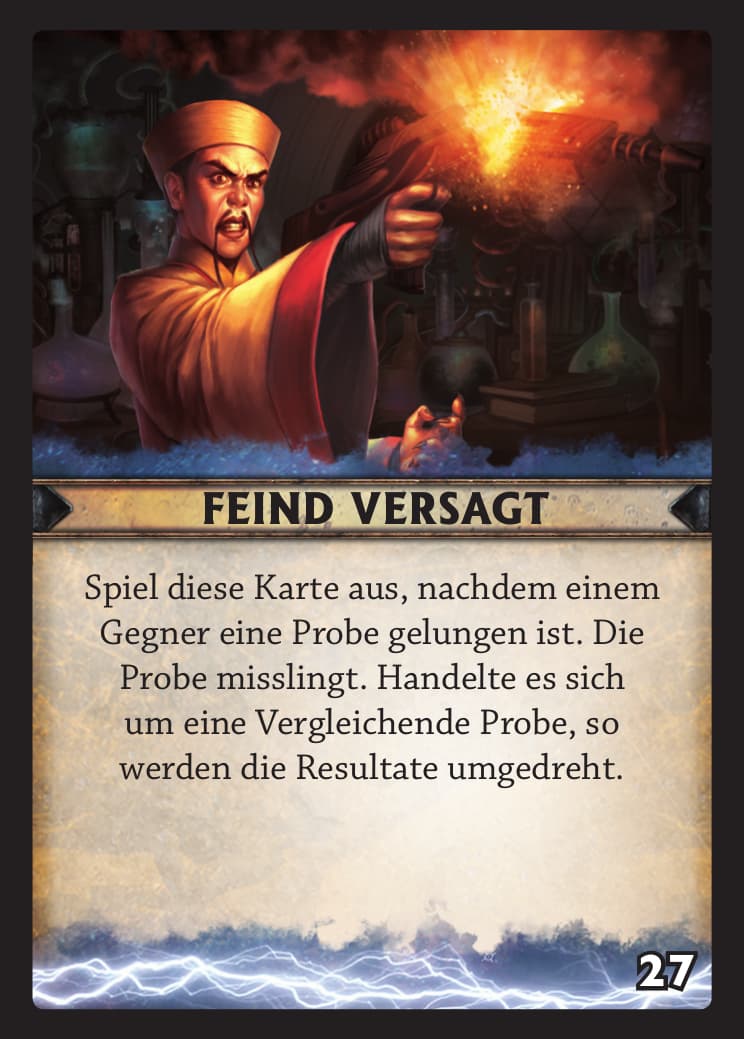 FEIND VERSAGT
Spiel diese Karte aus, nachdem einem
Gegner eine Probe gelungen ist. Die
Probe misslingt. Handelte es sich
um eine Vergleichende Probe, so
werden die Resultate umgedreht.
27